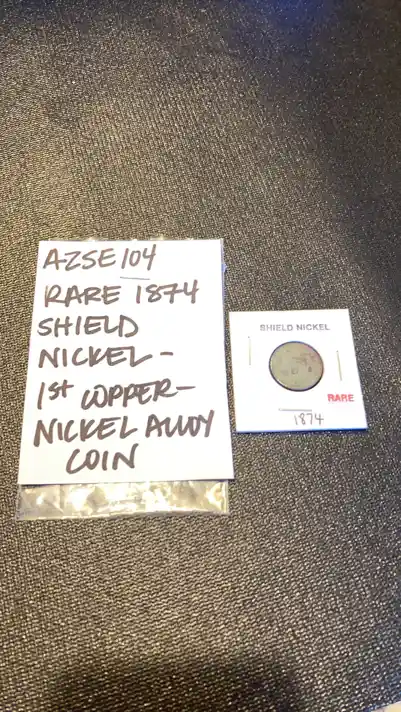 AZSE104
RARE 1874
SHIELD
NICKEL -
1st COPPER-
NICKEL ALLOY
COIN
SHIELD NICKEL
RARE
1874